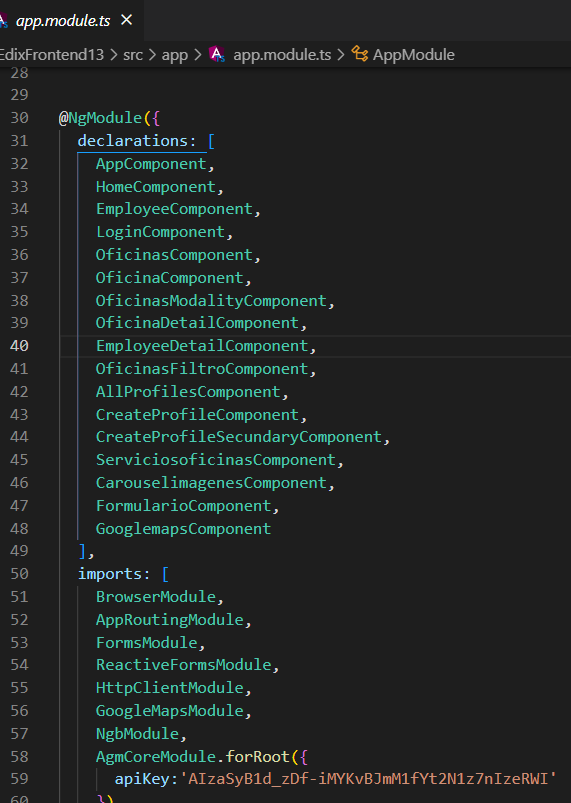 app.module.ts ×
EdixFrontend13 > src > app > app.module.ts > AppModule
28
29
30 @NgModule({
31 declarations: [
32 AppComponent,
33 HomeComponent,
34 EmployeeComponent,
35 LoginComponent,
36 OficinasComponent,
37 OficinaComponent,
38 OficinasModalityComponent,
39 OficinaDetailComponent,
40 EmployeeDetailComponent,
41 OficinasFiltroComponent,
42 AllProfilesComponent,
43 CreateProfileComponent,
44 CreateProfileSecundaryComponent,
45 ServiciosoficinasComponent,
46 CarouselimagenesComponent,
47 FormularioComponent,
48 GooglemapsComponent
49 ],
50 imports: [
51 BrowserModule,
52 AppRoutingModule,
53 FormsModule,
54 ReactiveFormsModule,
55 HttpClientModule,
56 GoogleMapsModule,
57 NgbModule,
58 AgmCoreModule.forRoot({
59 apiKey:'AIzaSyB1d_zDf-iMYKvBJmM1fYt2N1z7nIzeRWI'
60 })